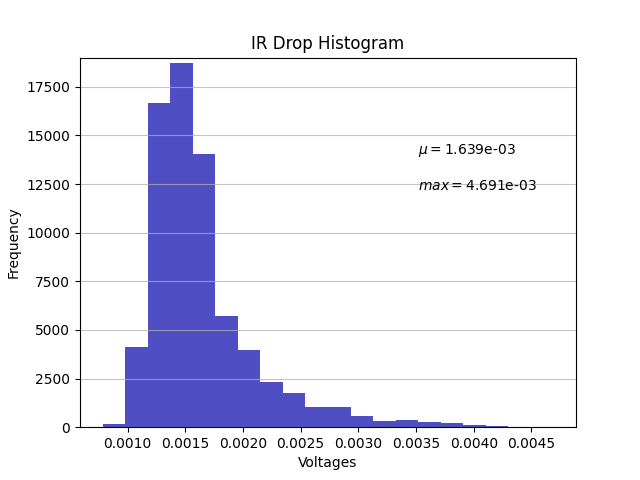 IR Drop Histogram
17500
15000
12500
10000
7500
5000
2500
0
Frequency
μ = 1.639e-03
max = 4.691e-03
0.0010 0.0015 0.0020 0.0025 0.0030 0.0035 0.0040 0.0045
Voltages